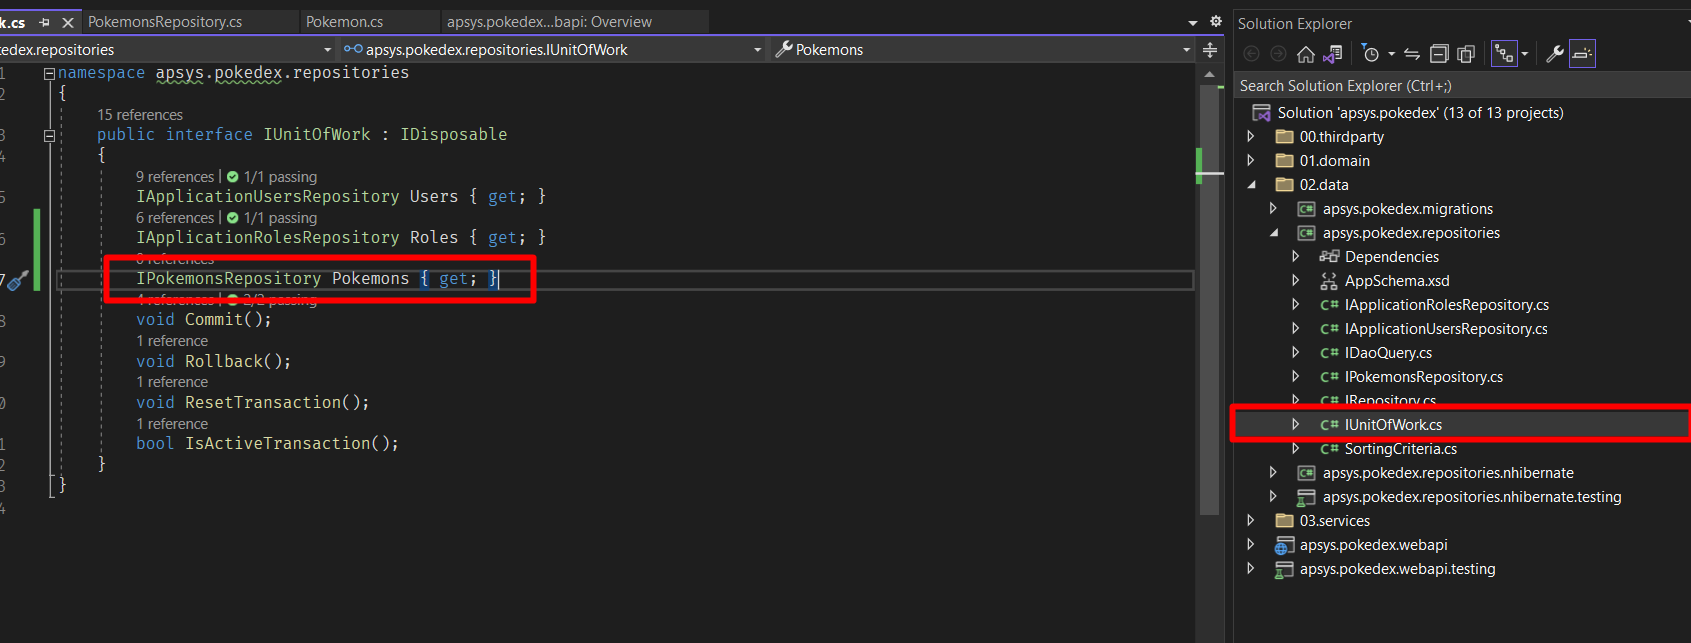 k.cs
PokemonsRepository.cs
Pokemon.cs
apsys.pokedex...bapi: Overview
edex.repositories
apsys.pokedex.repositories.IUnitOfWork
Pokemons
1 namespace apsys.pokedex.repositories
2 {
15 references
3 public interface IUnitOfWork : IDisposable
4 {
9 references | 1/1 passing
5 IApplicationUsersRepository Users { get; }
6 references | 1/1 passing
6 IApplicationRolesRepository Roles { get; }
0 references
7 IPokemonsRepository Pokemons { get; }
4 references | 2/2 passing
8 void Commit();
1 reference
9 void Rollback();
1 reference
0 void ResetTransaction();
1 reference
1 bool IsActiveTransaction();
2 }
3 }
4
Solution Explorer
Search Solution Explorer (Ctrl+;)
Solution 'apsys.pokedex' (13 of 13 projects)
00.thirdparty
01.domain
02.data
apsys.pokedex.migrations
apsys.pokedex.repositories
Dependencies
AppSchema.xsd
C# IApplicationRolesRepository.cs
C# IApplicationUsersRepository.cs
C# IDaoQuery.cs
C# IPokemonsRepository.cs
C# IRepository.cs
C# IUnitOfWork.cs
C# SortingCriteria.cs
apsys.pokedex.repositories.nhibernate
apsys.pokedex.repositories.nhibernate.testing
03.services
apsys.pokedex.webapi
apsys.pokedex.webapi.testing